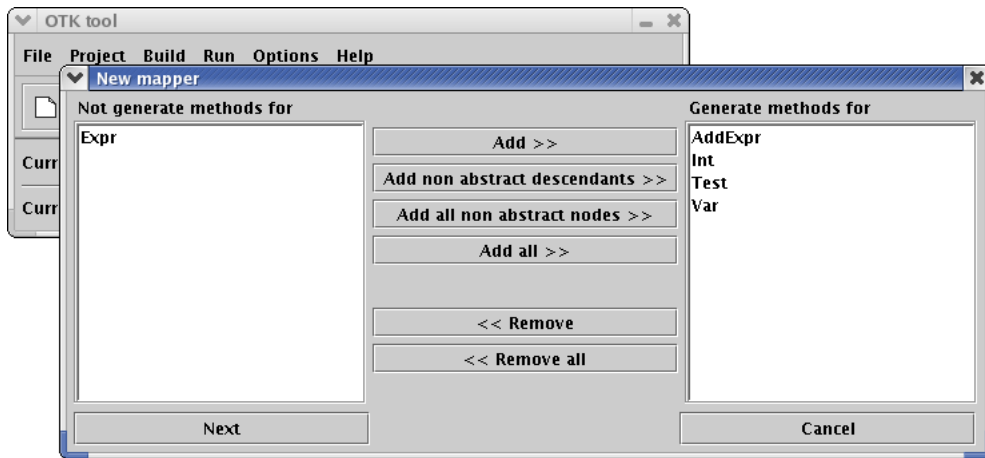 OTK tool
File Project Build Run Options Help
New mapper
Not generate methods for
Generate methods for
Expr
Add >>
Add non abstract descendants >>
Add all non abstract nodes >>
Add all >>
<< Remove
<< Remove all
AddExpr
Int
Test
Var
Curr
Curr
Next
Cancel